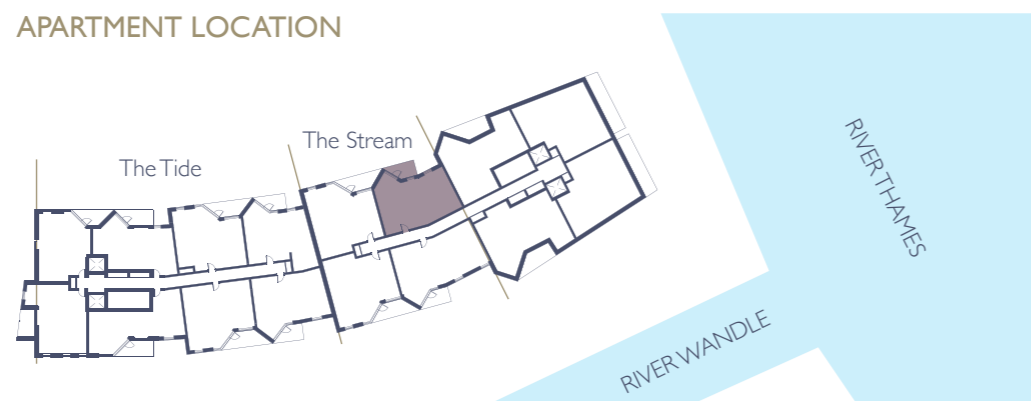 APARTMENT LOCATION
The Tide
The Stream
RIVER THAMES
RIVER WANDLE